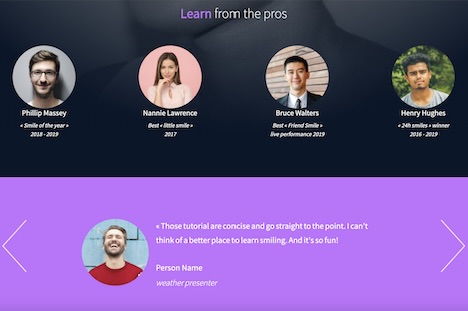 Learn from the pros
Phillip Massey
« Smile of the year »
2018 - 2019
Nannie Lawrence
Best « little smile »
2017
Bruce Walters
Best « Friend Smile »
live performance 2019
Henry Hughes
« 24h smiles » winner
2016 - 2019
« Those tutorial are concise and go straight to the point. I can't
think of a better place to learn smiling. And it's so fun!
Person Name
weather presenter